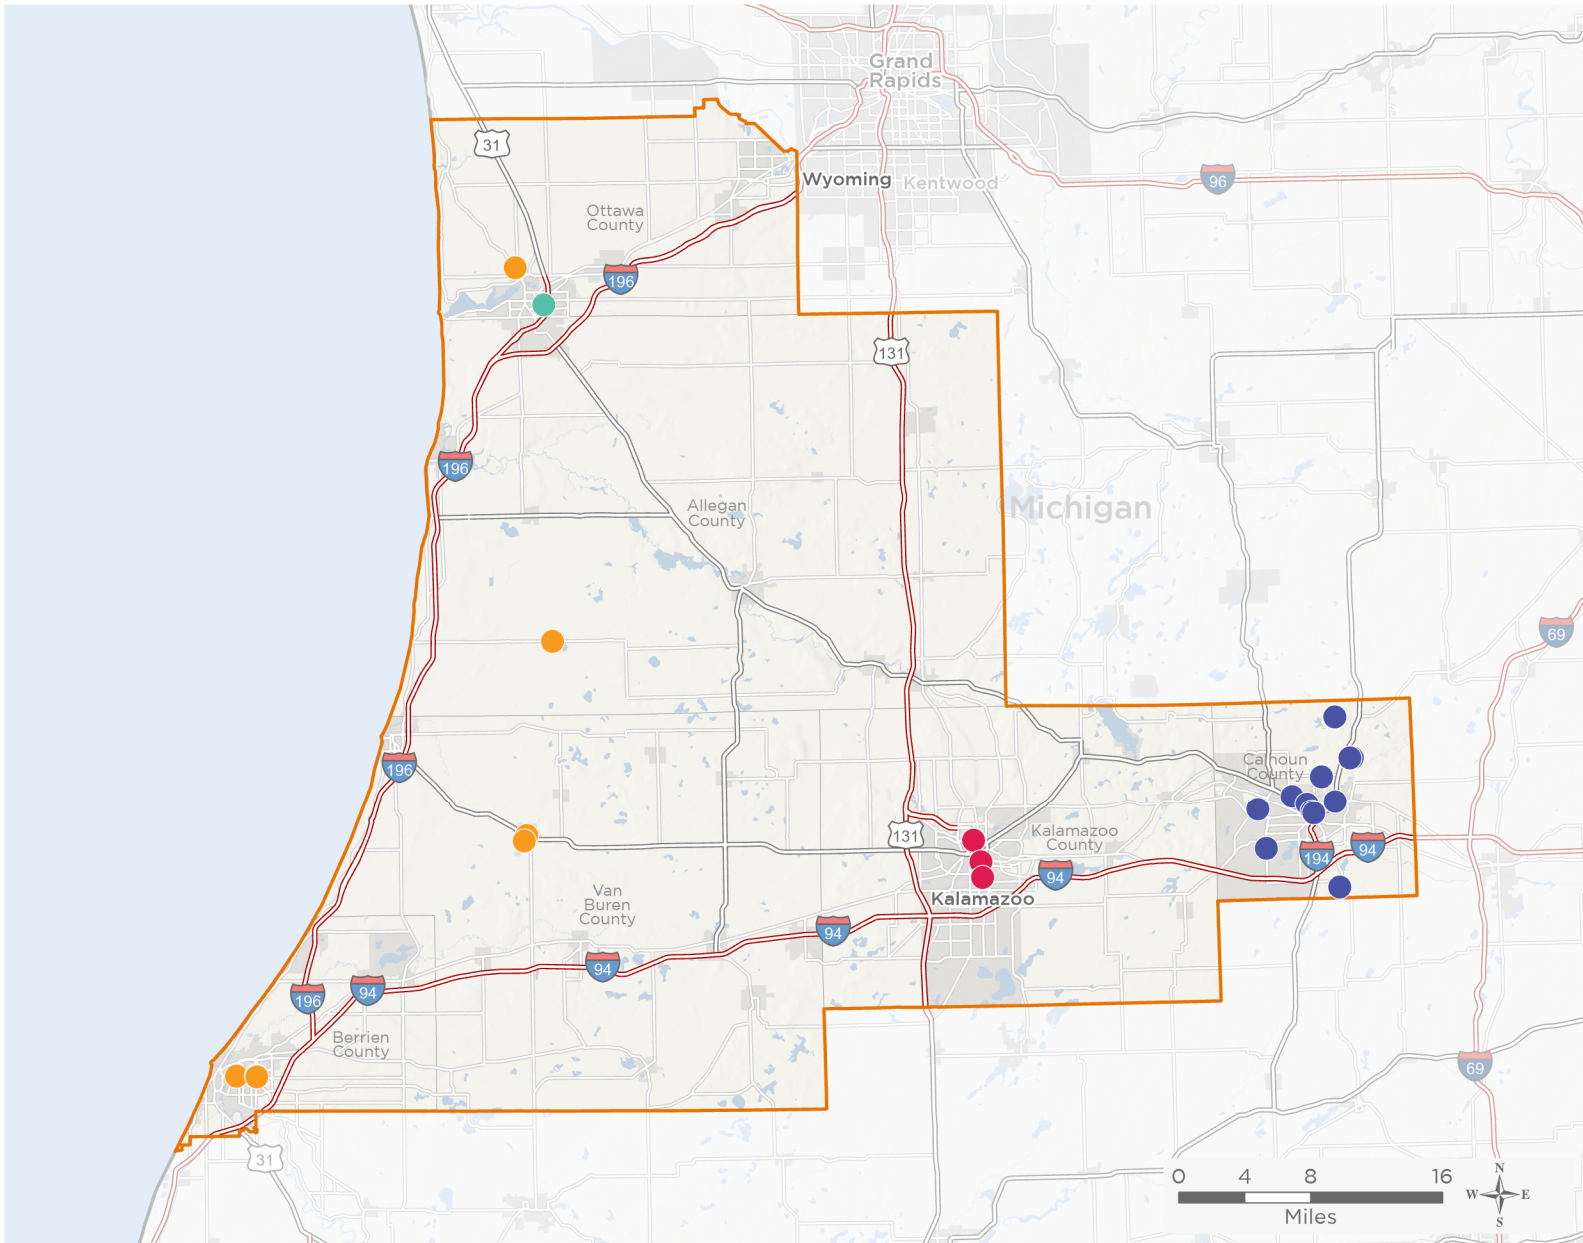 Grand
Rapids
31
Wyoming
Kentwood
96
Ottawa
County
196
131
196
Allegan
County
Michigan
69
196
Calhoun
County
131
Kalamazoo
County
94
194
94
Van
Buren
County
Kalamazoo
94
94
94
196
Berrien
County
69
31
0 4 8 16
Miles
N
W E
S